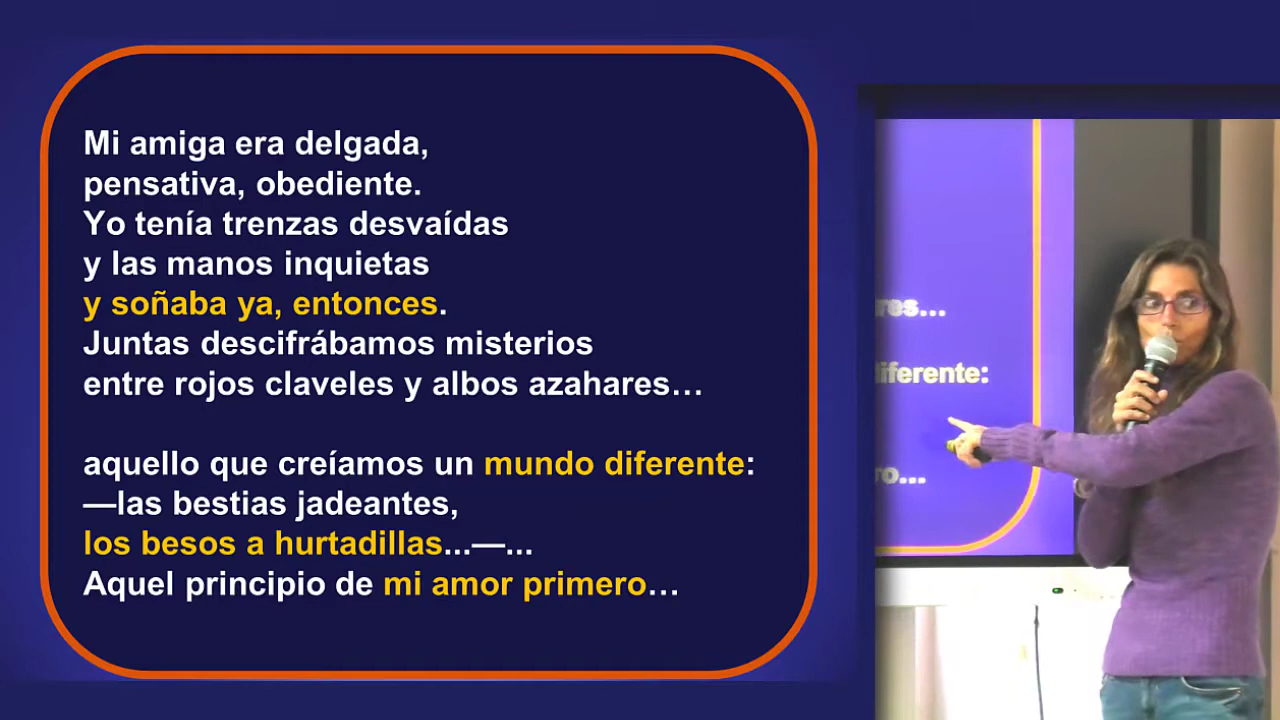 Mi amiga era delgada,
pensativa, obediente.
Yo tenía trenzas desvaídas
y las manos inquietas
y soñaba ya, entonces.
Juntas descifrábamos misterios
entre rojos claveles y albos azahares…
aquello que creíamos un mundo diferente:
—las bestias jadeantes,
los besos a hurtadillas...—...
Aquel principio de mi amor primero…
res...
diferente:
ro...